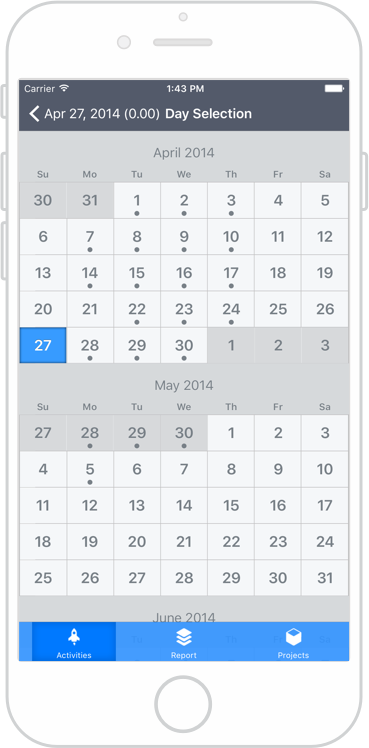 Carrier 1:43 PM
Apr 27, 2014 (0.00) Day Selection
April 2014
Su Mo Tu We Th Fr Sa
30 31 1 2 3 4 5
6 7 8 9 10 11 12
13 14 15 16 17 18 19
20 21 22 23 24 25 26
27 28 29 30 1 2 3
May 2014
Su Mo Tu We Th Fr Sa
27 28 29 30 1 2 3
4 5 6 7 8 9 10
11 12 13 14 15 16 17
18 19 20 21 22 23 24
25 26 27 28 29 30 31
June 2014
Activities Report Projects